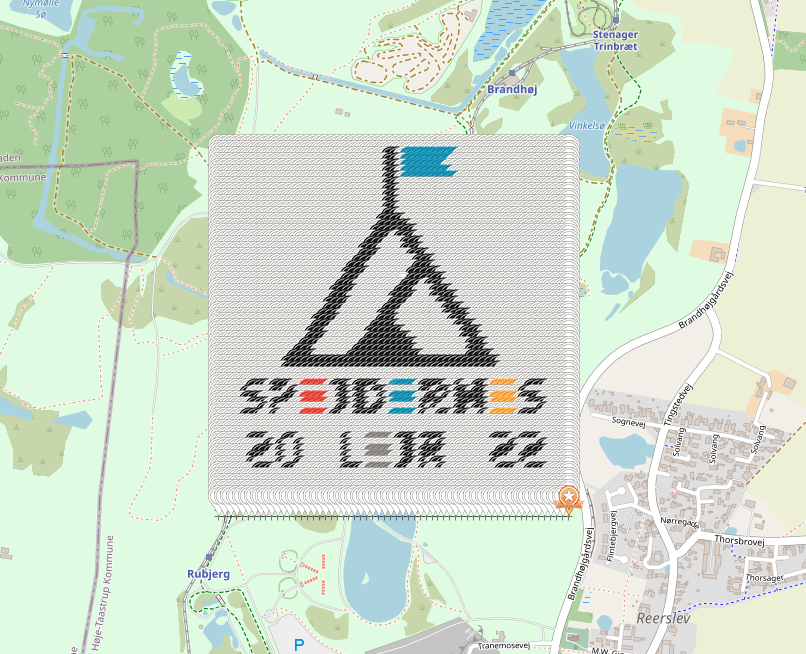 Nymølle
Sø
Stenager
Trinbræt
Brandhøj
Vinkelsø
aden
Kommune
Brandhøjgårdsvej
SPEJDERNES
20 LEJR 22
Tingstedvej
Sognevej
Solvang
Solvang
Solvang
Flintebjergvej
Nørregade
Thorsbrovej
Thorsager
Brandhøjgårdsvej
Rubjerg
Høje-Taastrup Kommune
Reerslev
P
Tranemosevej